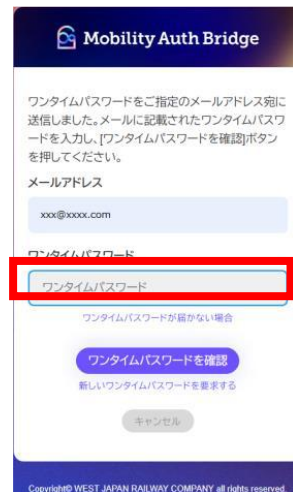 Mobility Auth Bridge
ワンタイムパスワードをご指定のメールアドレス宛に
送信しました。メールに記載されたワンタイムパスワ
ードを入力し、[ワンタイムパスワードを確認]ボタン
を押してください。
メールアドレス
xxx@xxxx.com
ワンタイムパスワード
ワンタイムパスワード
ワンタイムパスワードが届かない場合
ワンタイムパスワードを確認
新しいワンタイムパスワードを要求する
キャンセル
Copyright© WEST JAPAN RAILWAY COMPANY all rights reserved